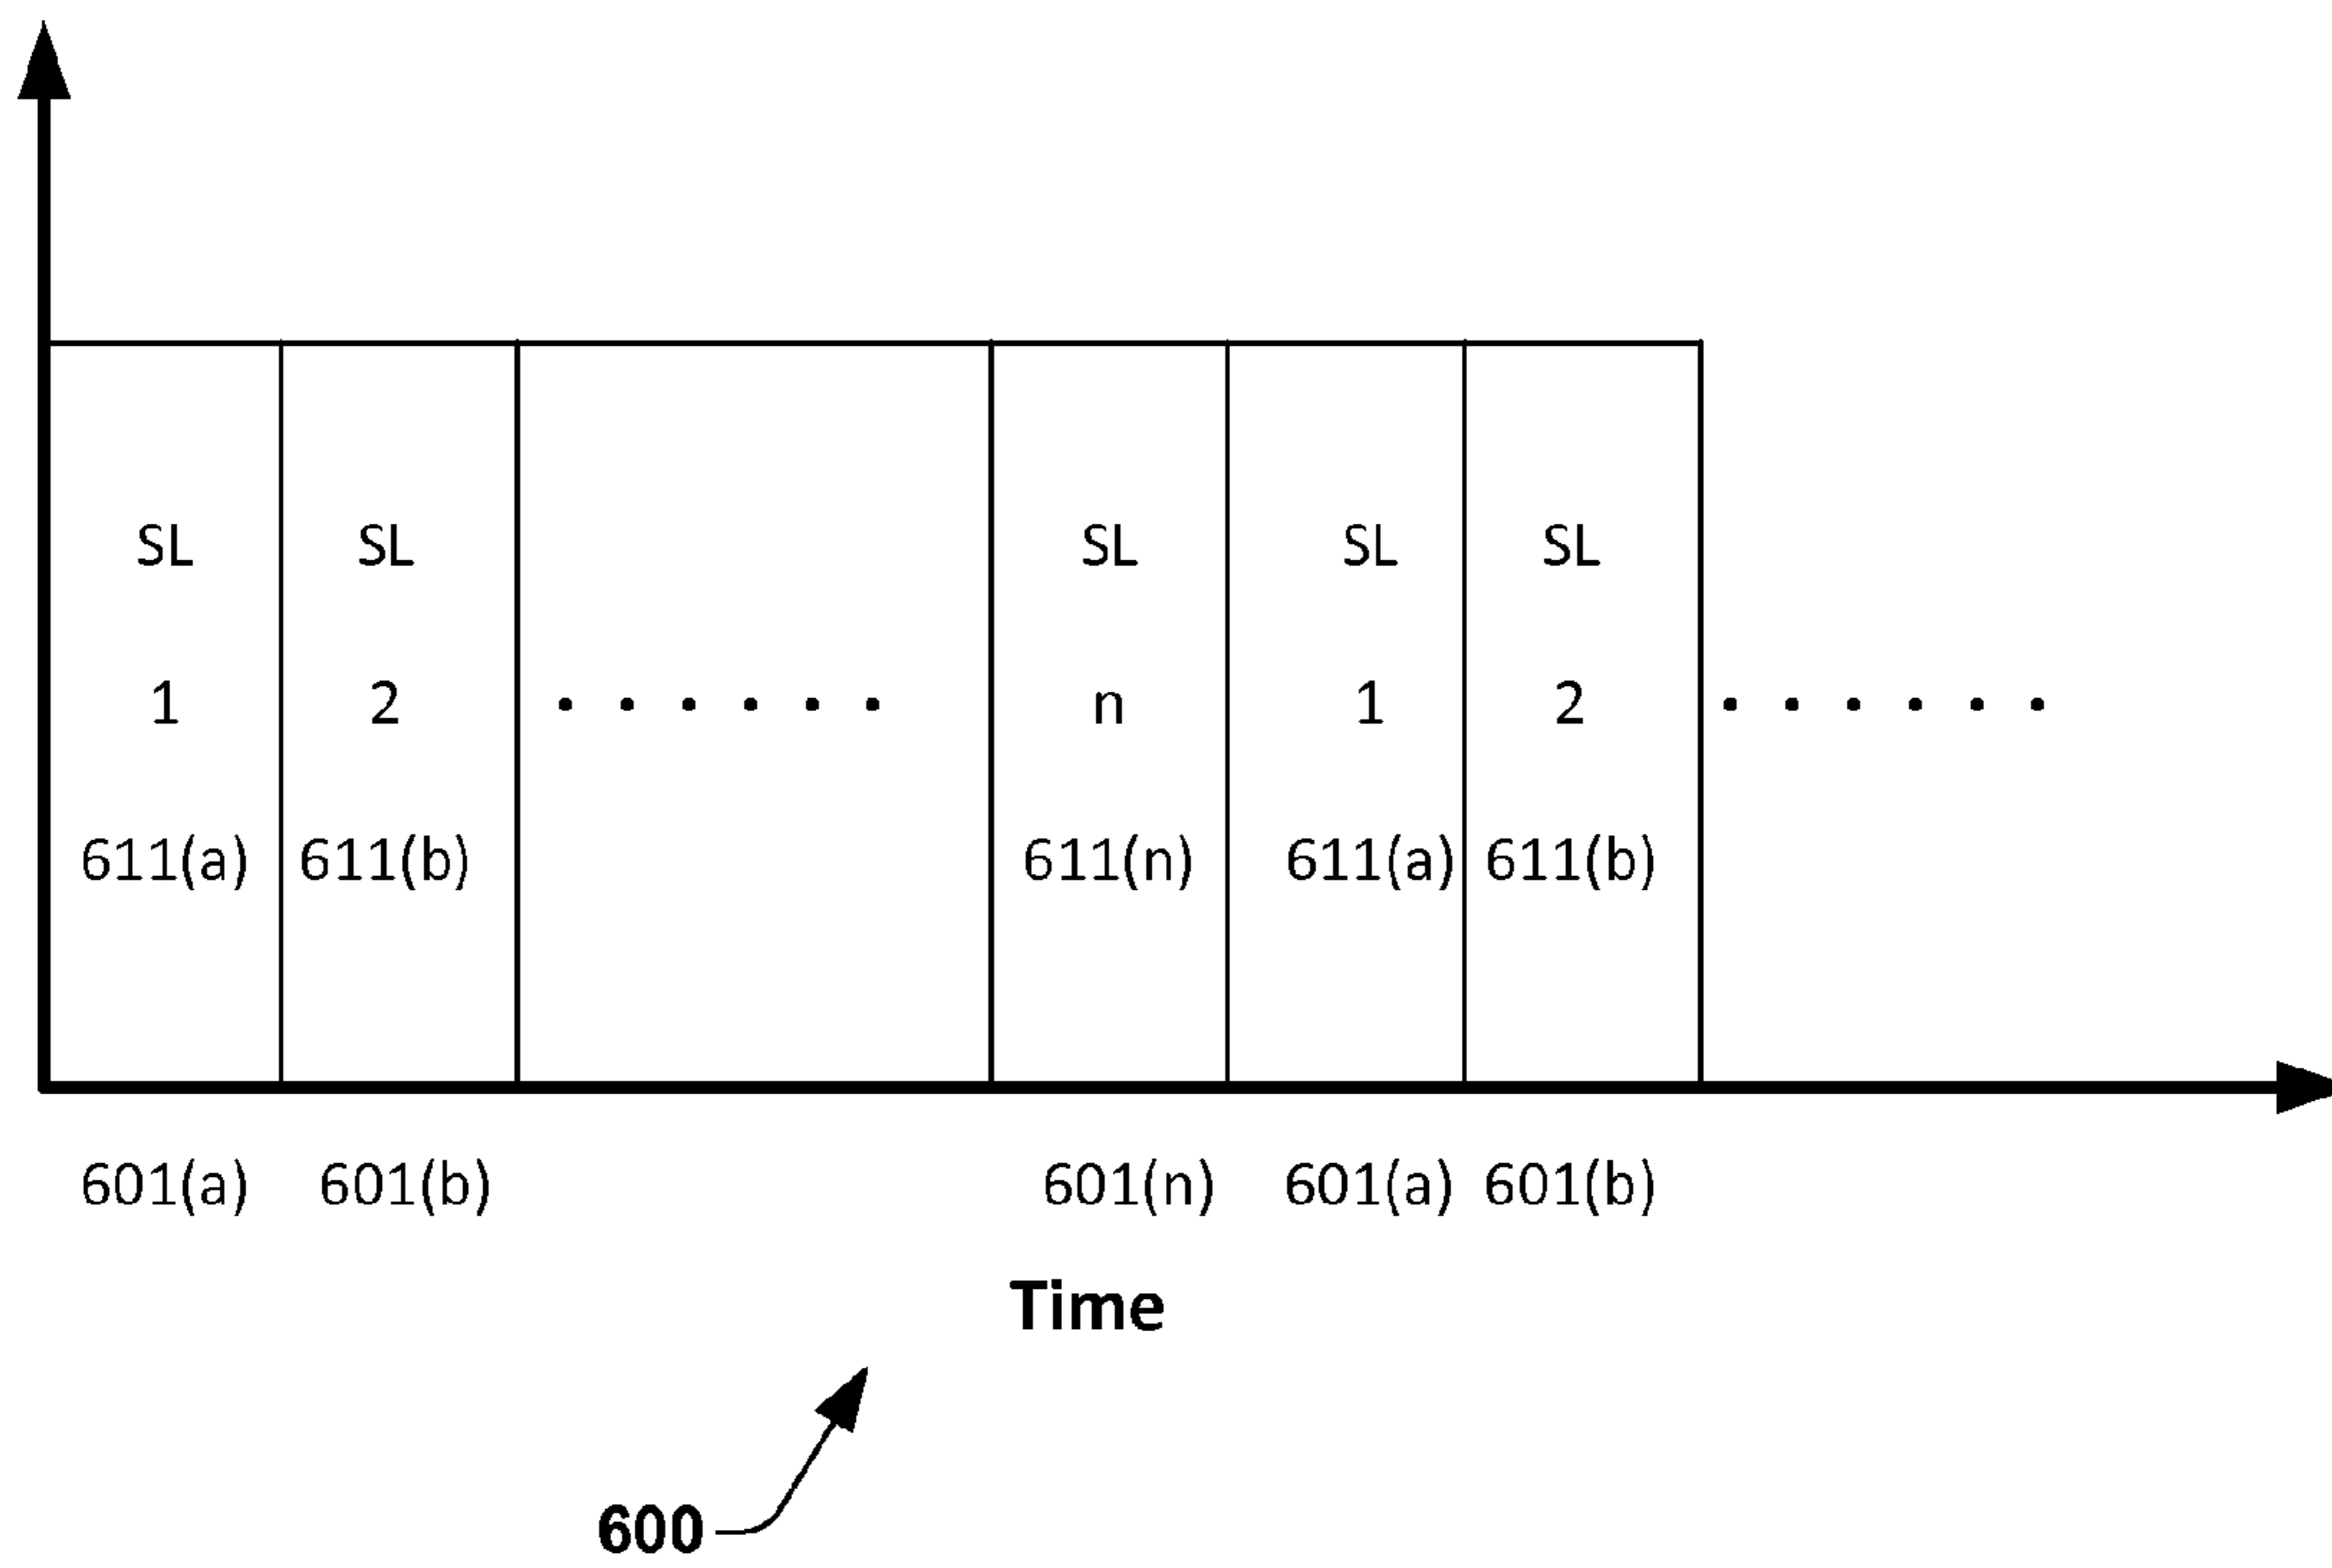 SL SL SL SL SL
1 2 . . . . . . n 1 2 . . . . . .
611(a) 611(b) 611(n) 611(a) 611(b)
601(a) 601(b) 601(n) 601(a) 601(b)
Time
600